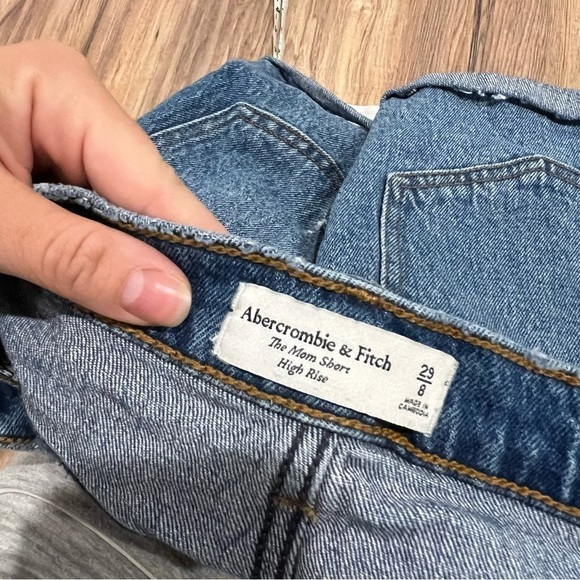 Abercrombie & Fitch
The Mom Short
High Rise
29
8
MADE IN
CAMBODIA